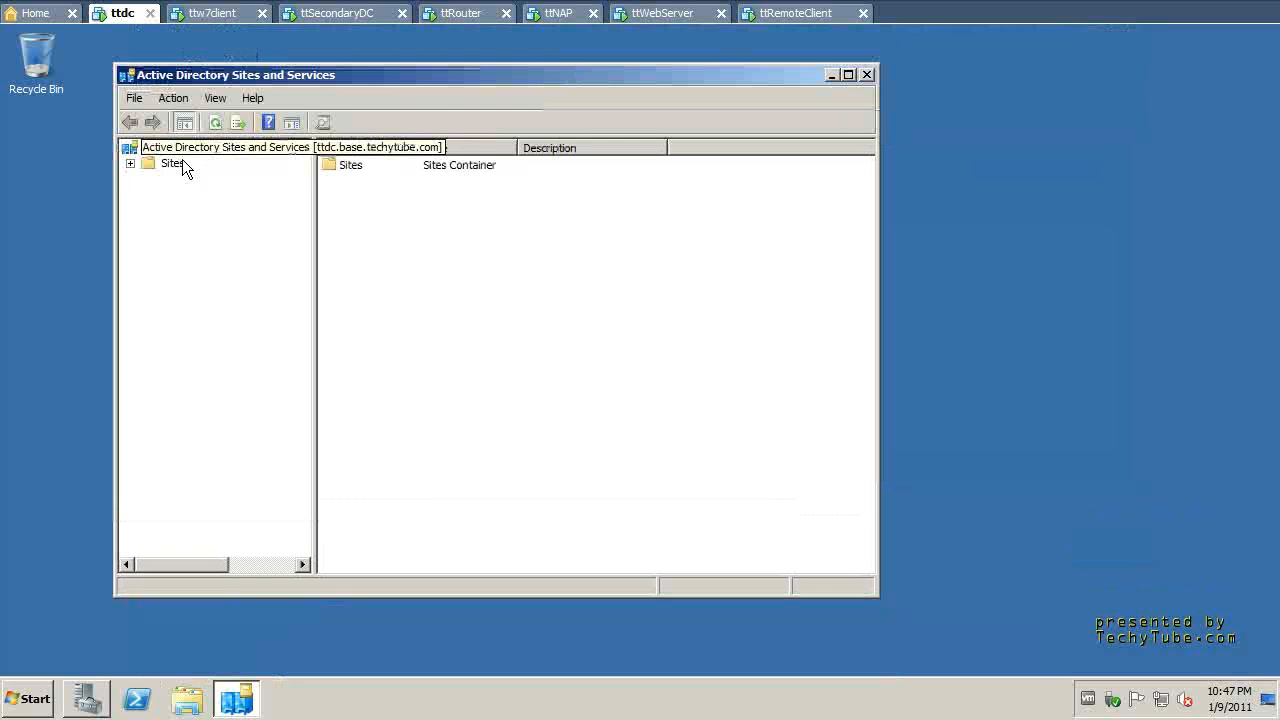 Home ttdc ttw7client ttSecondaryDC ttRouter ttNAP ttWebServer ttRemoteClient
Recycle Bin
Active Directory Sites and Services
File Action View Help
Active Directory Sites and Services [ttdc.base.techytube.com] Description
Sites
Sites Sites Container
presented by
TechyTube.com
Start
10:47 PM
1/9/2011